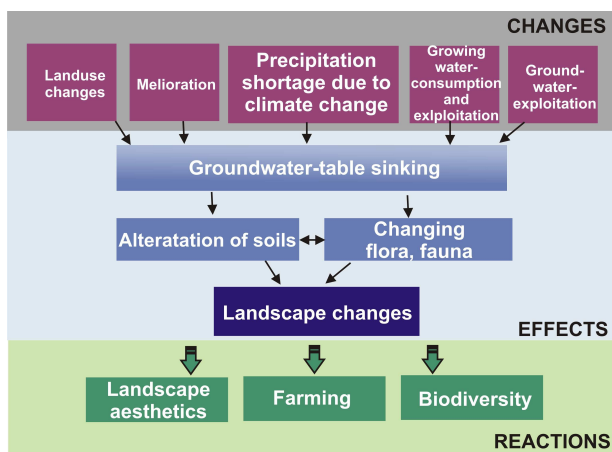 CHANGES
Landuse
changes
Melioration
Precipitation
shortage due to
climate change
Growing
water-
consumption
and
exlploitation
Ground-
water-
exploitation
Groundwater-table sinking
Alteratation of soils
Changing
flora, fauna
Landscape changes
EFFECTS
Landscape
aesthetics
Farming
Biodiversity
REACTIONS